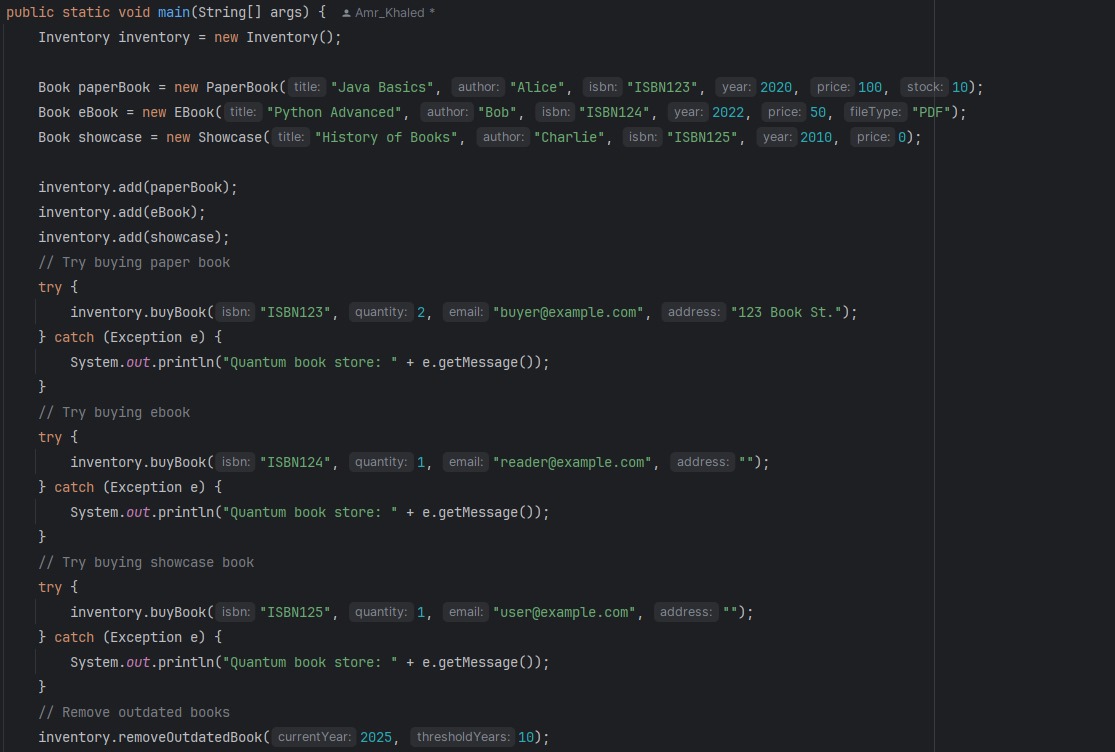 public static void main(String[] args) { Amr_Khaled *
Inventory inventory = new Inventory();
Book paperBook = new PaperBook( title: "Java Basics", author: "Alice", isbn: "ISBN123", year: 2020, price: 100, stock: 10);
Book eBook = new EBook( title: "Python Advanced", author: "Bob", isbn: "ISBN124", year: 2022, price: 50, fileType: "PDF");
Book showcase = new Showcase( title: "History of Books", author: "Charlie", isbn: "ISBN125", year: 2010, price: 0);
inventory.add(paperBook);
inventory.add(eBook);
inventory.add(showcase);
// Try buying paper book
try {
inventory.buyBook( isbn: "ISBN123", quantity: 2, email: "buyer@example.com", address: "123 Book St.");
} catch (Exception e) {
System.out.println("Quantum book store: " + e.getMessage());
}
// Try buying ebook
try {
inventory.buyBook( isbn: "ISBN124", quantity: 1, email: "reader@example.com", address: "");
} catch (Exception e) {
System.out.println("Quantum book store: " + e.getMessage());
}
// Try buying showcase book
try {
inventory.buyBook( isbn: "ISBN125", quantity: 1, email: "user@example.com", address: "");
} catch (Exception e) {
System.out.println("Quantum book store: " + e.getMessage());
}
// Remove outdated books
inventory.removeOutdatedBook( currentYear: 2025, thresholdYears: 10);